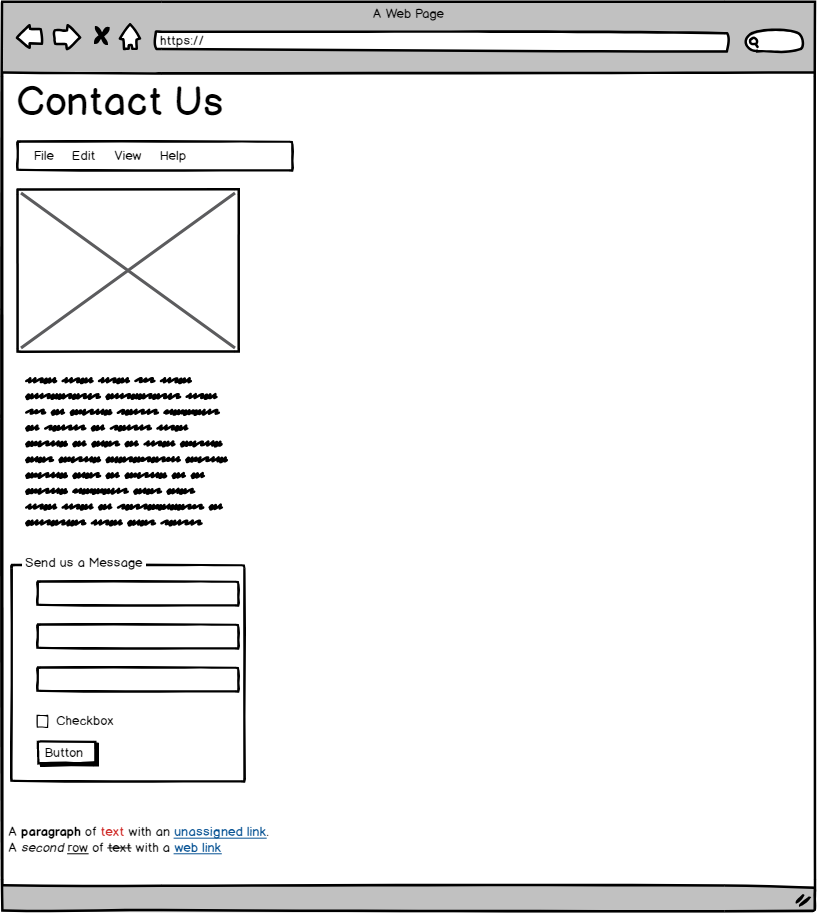 A Web Page
https://
Contact Us
File Edit View Help
Send us a Message
Checkbox
Button
A paragraph of text with an unassigned link.
A second row of text with a web link